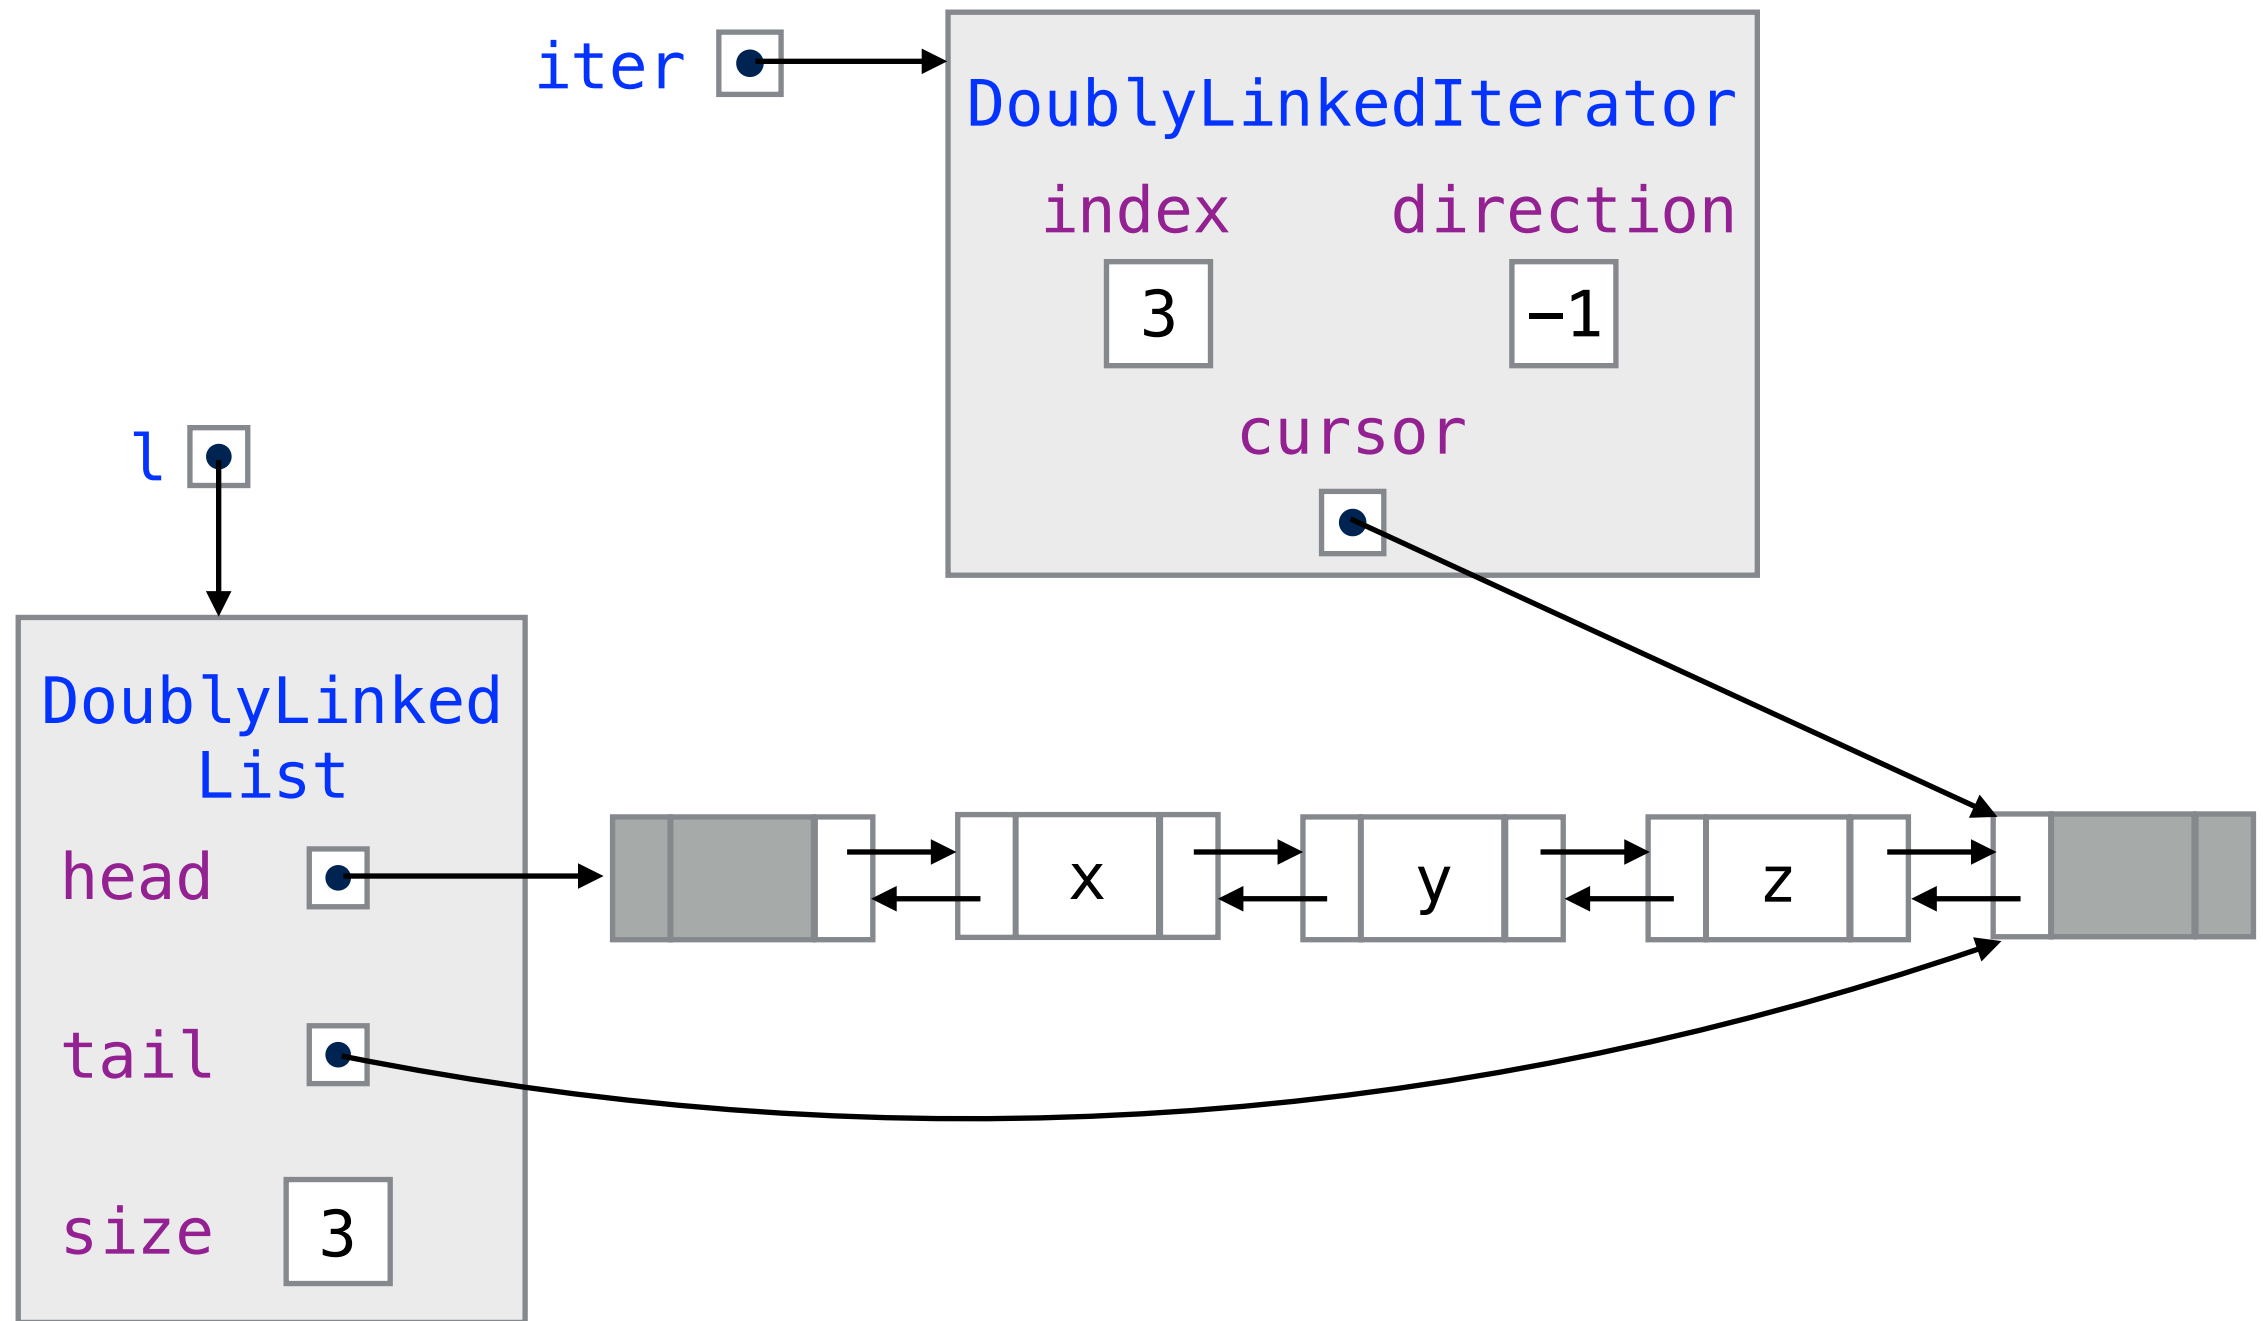 iter
DoublyLinkedIterator
index direction
3 −1
cursor
l
DoublyLinked
List
head
x y z
tail
size 3